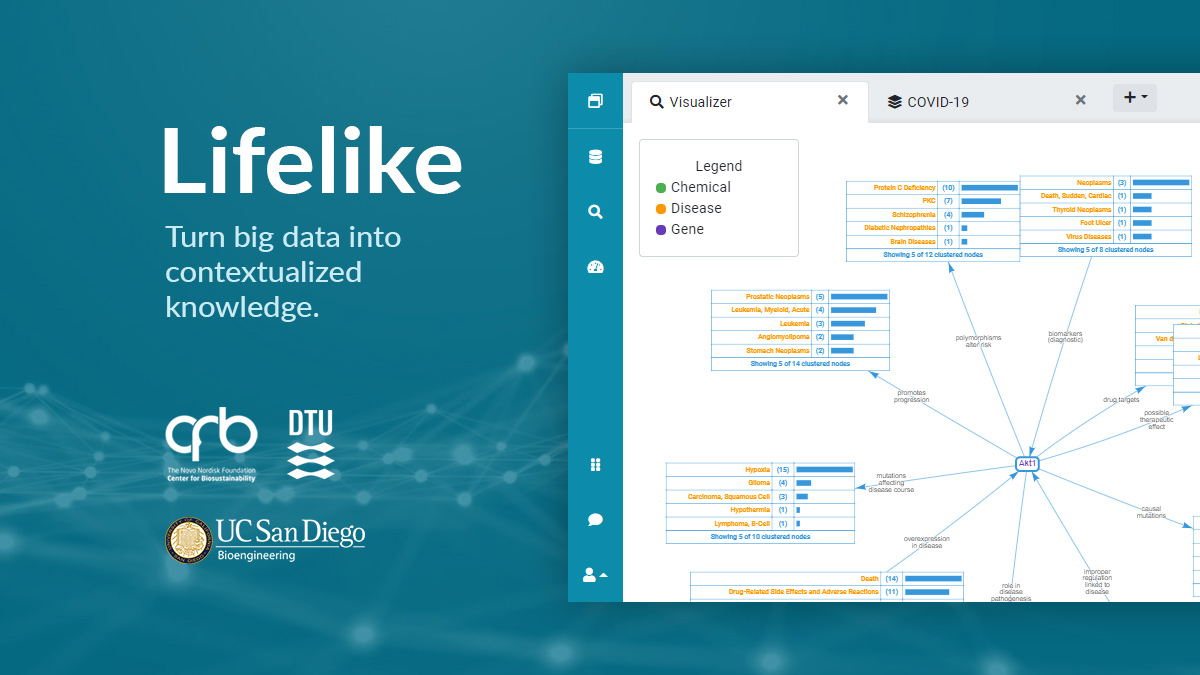 Lifelike
Turn big data into
contextualized
knowledge.
cfb
The Novo Nordisk Foundation
Center for Biosustainability
DTU
UC San Diego
Bioengineering
Visualizer
COVID-19
Legend
Chemical
Disease
Gene
Protein C Deficiency (10)
PKC (7)
Schizophrenia (4)
Diabetic Nephropathies (1)
Brain Diseases (1)
Showing 5 of 12 clustered nodes
Neoplasms (3)
Death, Sudden, Cardiac (1)
Thyroid Neoplasms (1)
Foot Ulcer (1)
Virus Diseases (1)
Showing 5 of 8 clustered nodes
Prostatic Neoplasms (5)
Leukemia, Myeloid, Acute (4)
Leukemia (3)
Angiomyolipoma (2)
Stomach Neoplasms (2)
Showing 5 of 14 clustered nodes
polymorphisms
alter risk
biomarkers
(diagnostic)
Van d
promotes
progression
drug targets
possible
therapeutic
effect
Akt1
Hypoxia (15)
Glioma (4)
Carcinoma, Squamous Cell (3)
Hypothermia (1)
Lymphoma, B-Cell (1)
Showing 5 of 10 clustered nodes
mutations
affecting
disease course
causal
mutations
overexpression
in disease
Death (14)
Drug-Related Side Effects and Adverse Reactions (11)
role in
disease
pathogenesis
improper
regulation
linked to
disease